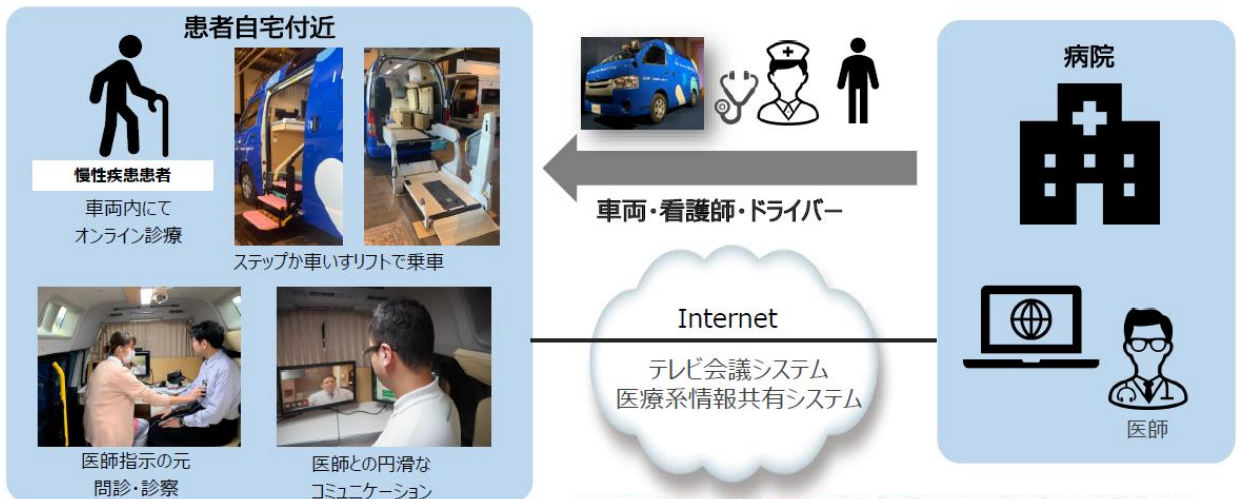 患者自宅付近
慢性疾患患者
車両内にて
オンライン診療
ステップか車いすリフトで乗車
医師指示の元
問診・診察
医師との円滑な
コミュニケーション
車両・看護師・ドライバー
Internet
テレビ会議システム
医療系情報共有システム
病院
医師